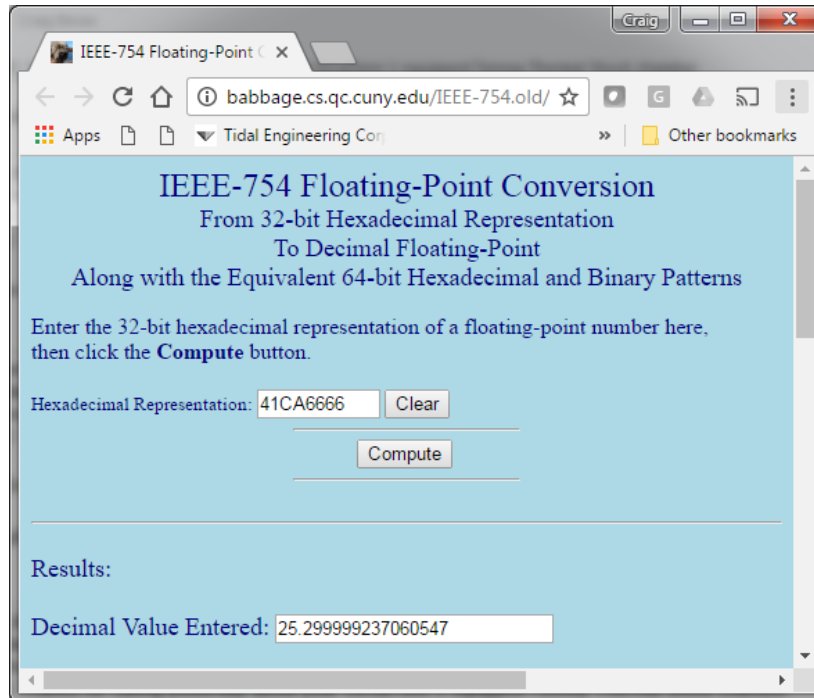 Craig
IEEE-754 Floating-Point C
babbage.cs.qc.cuny.edu/IEEE-754.old/
G
Apps Tidal Engineering Cor » Other bookmarks
IEEE-754 Floating-Point Conversion
From 32-bit Hexadecimal Representation
To Decimal Floating-Point
Along with the Equivalent 64-bit Hexadecimal and Binary Patterns
Enter the 32-bit hexadecimal representation of a floating-point number here,
then click the Compute button.
Hexadecimal Representation: 41CA6666 Clear
Compute
Results:
Decimal Value Entered: 25.299999237060547